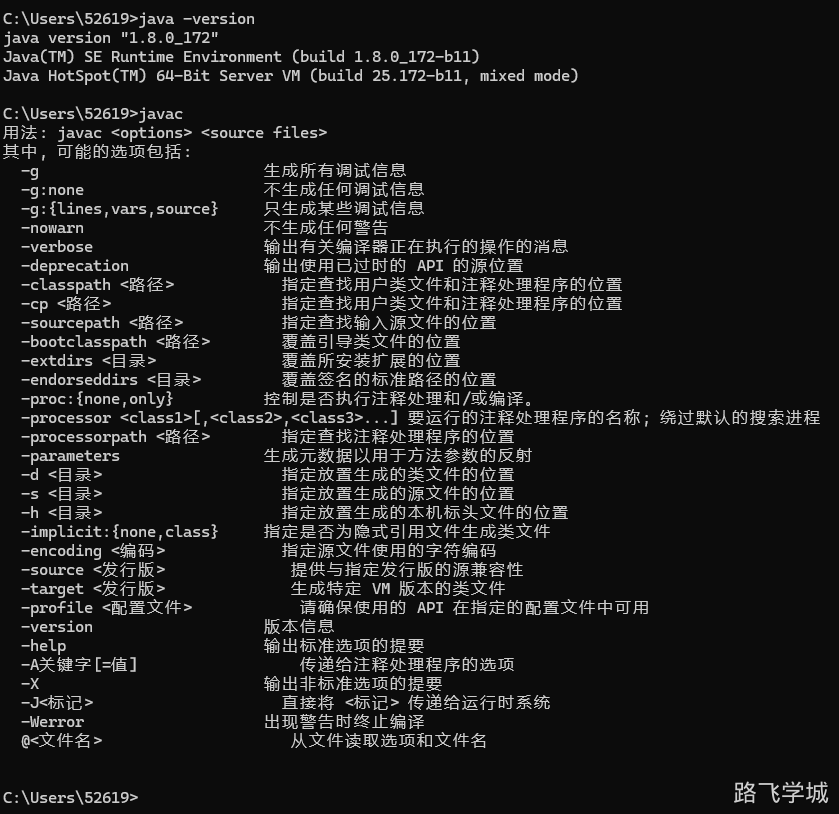 C:\Users\52619>java -version
java version "1.8.0_172"
Java(TM) SE Runtime Environment (build 1.8.0_172-b11)
Java HotSpot(TM) 64-Bit Server VM (build 25.172-b11, mixed mode)
C:\Users\52619>javac
用法: javac <options> <source files>
其中, 可能的选项包括:
-g 生成所有调试信息
-g:none 不生成任何调试信息
-g:{lines,vars,source} 只生成某些调试信息
-nowarn 不生成任何警告
-verbose 输出有关编译器正在执行的操作的消息
-deprecation 输出使用已过时的 API 的源位置
-classpath <路径> 指定查找用户类文件和注释处理程序的位置
-cp <路径> 指定查找用户类文件和注释处理程序的位置
-sourcepath <路径> 指定查找输入源文件的位置
-bootclasspath <路径> 覆盖引导类文件的位置
-extdirs <目录> 覆盖所安装扩展的位置
-endorseddirs <目录> 覆盖签名的标准路径的位置
-proc:{none,only} 控制是否执行注释处理和/或编译。
-processor <class1>[,<class2>,<class3>...] 要运行的注释处理程序的名称; 绕过默认的搜索进程
-processorpath <路径> 指定查找注释处理程序的位置
-parameters 生成元数据以用于方法参数的反射
-d <目录> 指定放置生成的类文件的位置
-s <目录> 指定放置生成的源文件的位置
-h <目录> 指定放置生成的本机标头文件的位置
-implicit:{none,class} 指定是否为隐式引用文件生成类文件
-encoding <编码> 指定源文件使用的字符编码
-source <发行版> 提供与指定发行版的源兼容性
-target <发行版> 生成特定 VM 版本的类文件
-profile <配置文件> 请确保使用的 API 在指定的配置文件中可用
-version 版本信息
-help 输出标准选项的提要
-A关键字[=值] 传递给注释处理程序的选项
-X 输出非标准选项的提要
-J<标记> 直接将 <标记> 传递给运行时系统
-Werror 出现警告时终止编译
@<文件名> 从文件读取选项和文件名
C:\Users\52619>
路飞学城